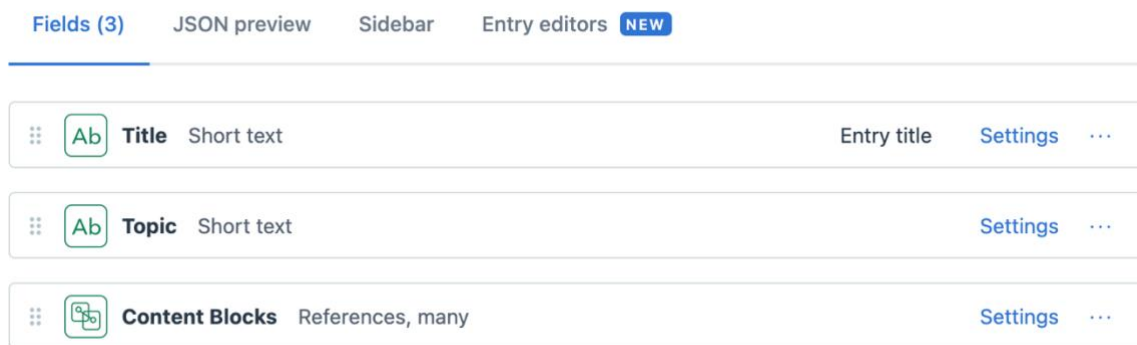 Fields (3) JSON preview Sidebar Entry editors NEW
Ab Title Short text Entry title Settings ...
Ab Topic Short text Settings ...
Content Blocks References, many Settings ...